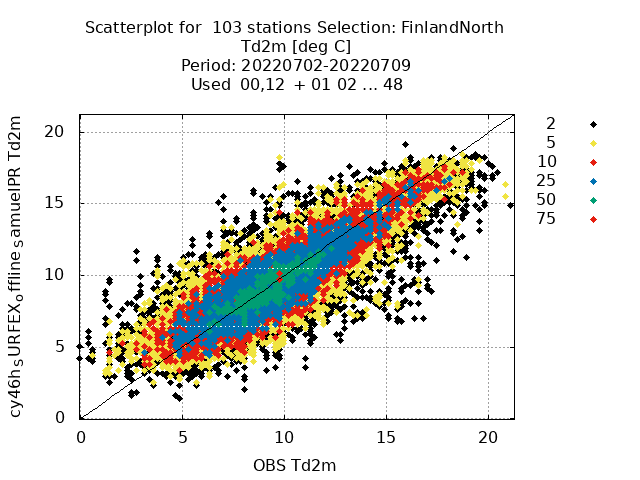 Scatterplot for 103 stations Selection: FinlandNorth
Td2m [deg C]
Period: 20220702-20220709
Used 00,12 + 01 02 ... 48
cy46h_SURFEX_offline_samuelPR Td2m
20
15
10
5
0
0 5 10 15 20
OBS Td2m
2
5
10
25
50
75